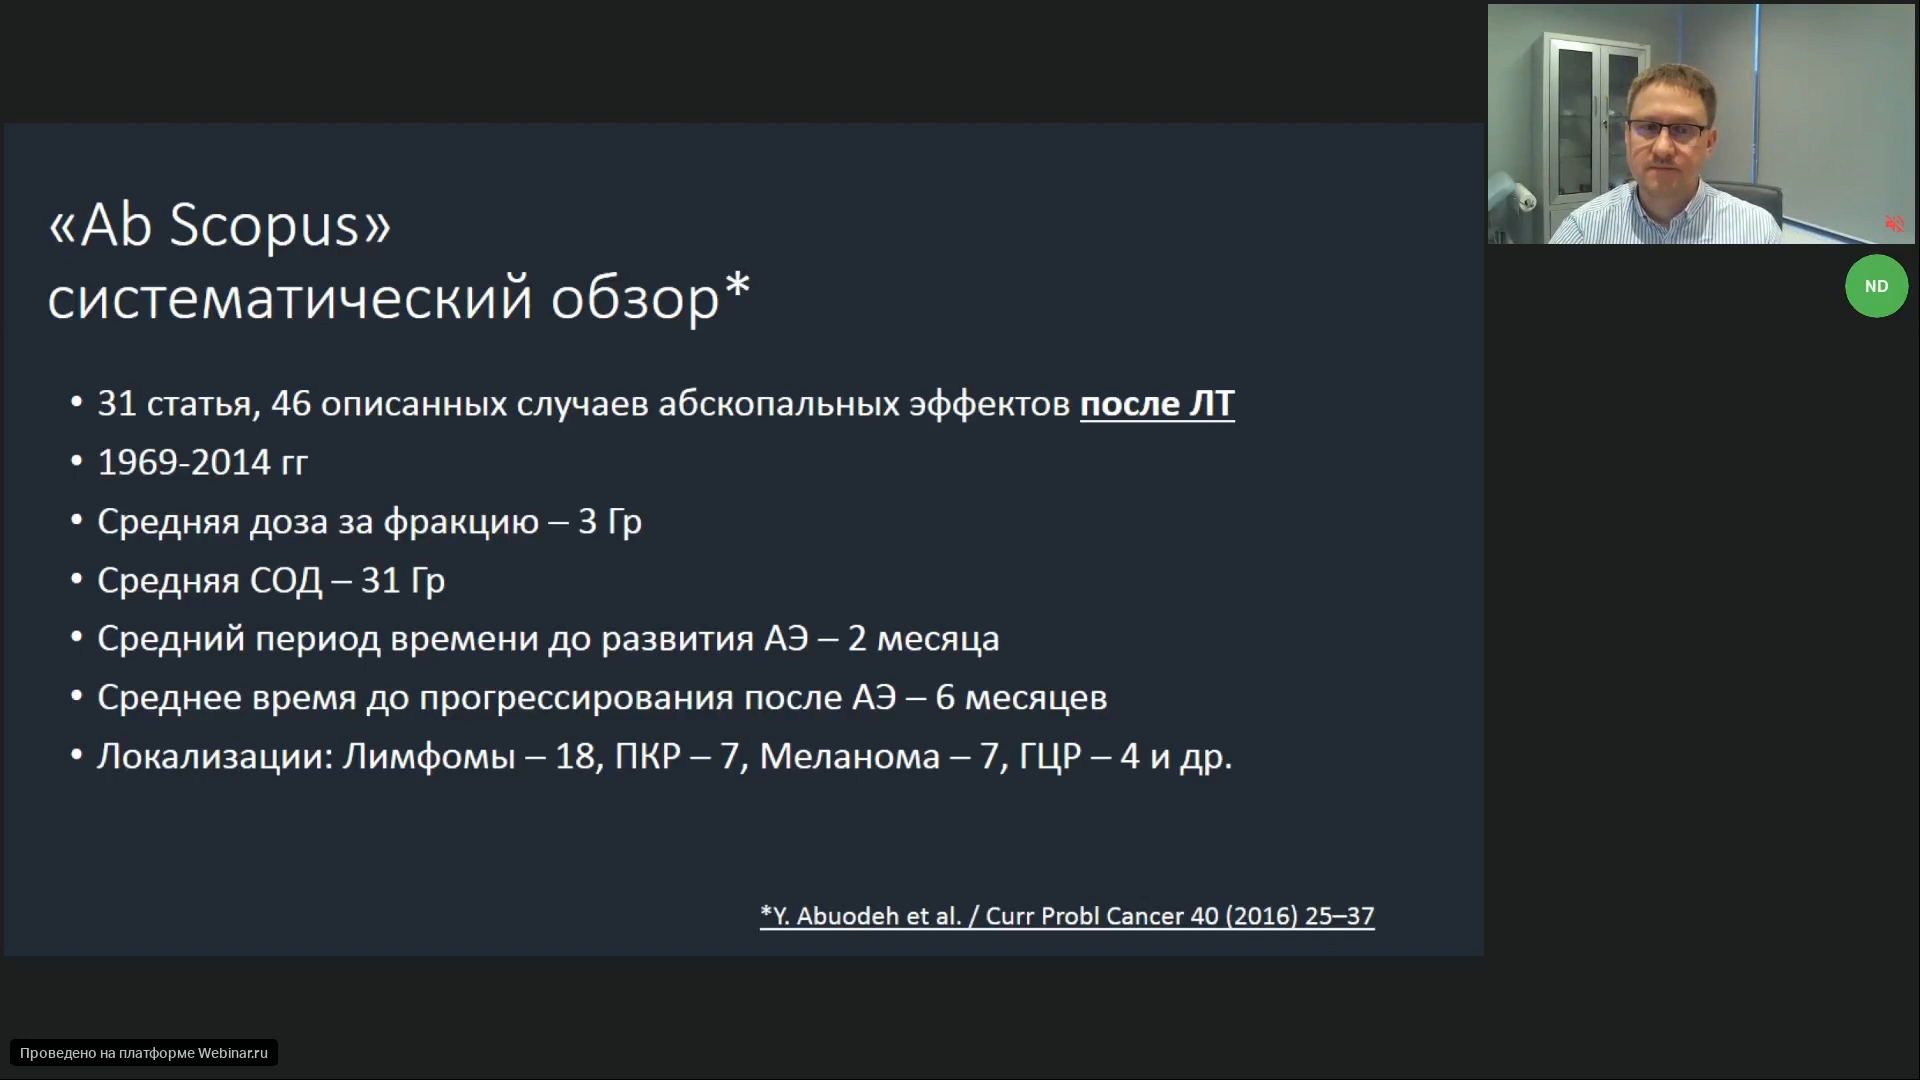 «Ab Scopus»
систематический обзор*
• 31 статья, 46 описанных случаев абскопальных эффектов после ЛТ
• 1969-2014 гг
• Средняя доза за фракцию – 3 Гр
• Средняя СОД – 31 Гр
• Средний период времени до развития АЭ – 2 месяца
• Среднее время до прогрессирования после АЭ – 6 месяцев
• Локализации: Лимфомы – 18, ПКР – 7, Меланома – 7, ГЦР – 4 и др.
*Y. Abuodeh et al. / Curr Probl Cancer 40 (2016) 25–37
ND
Проведено на платформе Webinar.ru